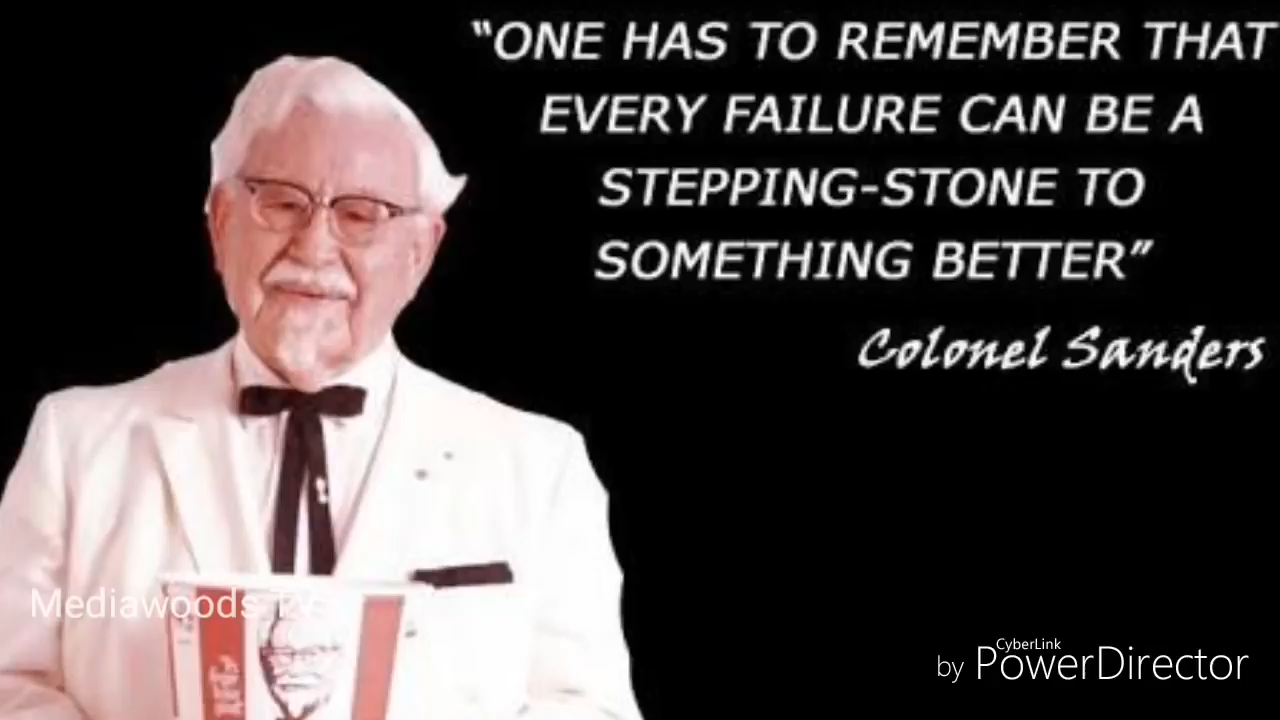 “ONE HAS TO REMEMBER THAT
EVERY FAILURE CAN BE A
STEPPING-STONE TO
SOMETHING BETTER”
Colonel Sanders
Mediawoods TV
CyberLink
by PowerDirector